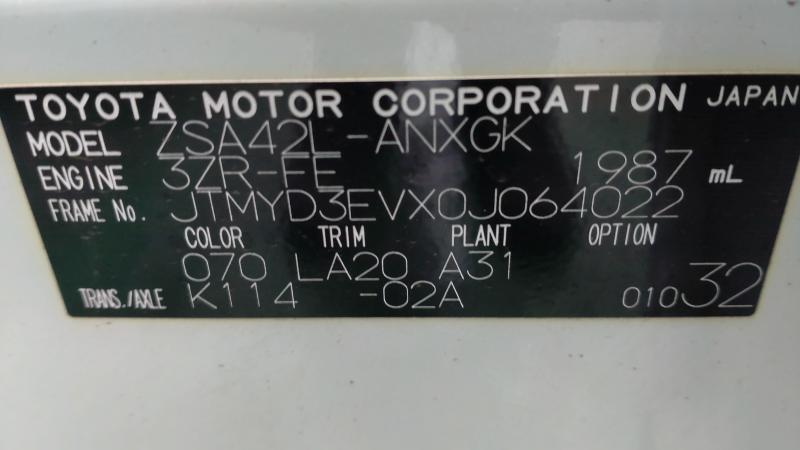 TOYOTA MOTOR CORPORATION JAPAN
MODEL ZSA42L-ANXGK
ENGINE 3ZR-FE 1987 mL
FRAME No. JTMYD3EVX0J064022
COLOR TRIM PLANT OPTION
070 LA20 A31
TRANS./AXLE K114 -02A 01032